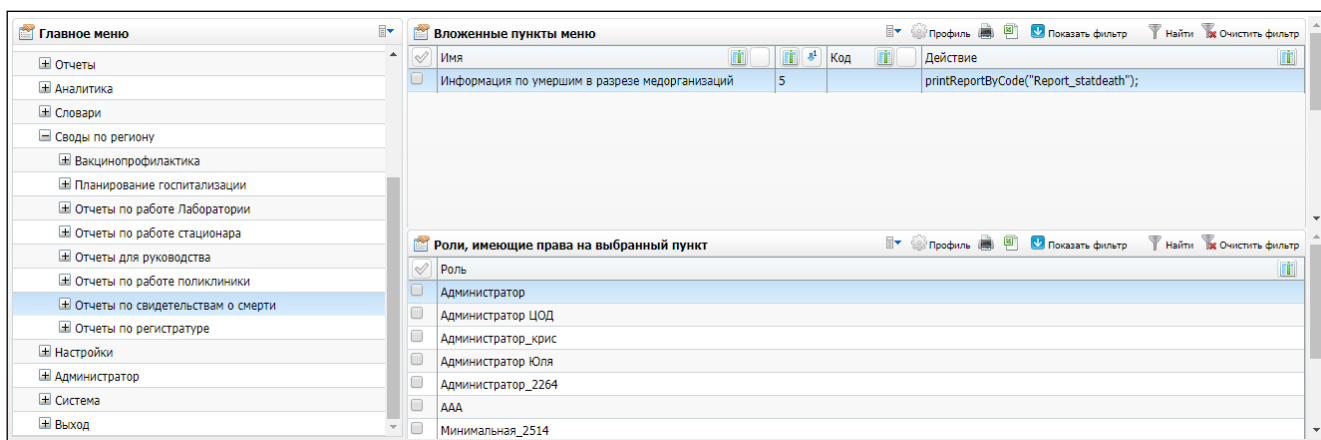 Главное меню
Отчеты
Аналитика
Словари
Своды по региону
Вакцинопрофилактика
Планирование госпитализации
Отчеты по работе Лаборатории
Отчеты по работе стационара
Отчеты для руководства
Отчеты по работе поликлиники
Отчеты по свидетельствам о смерти
Отчеты по регистратуре
Настройки
Администратор
Система
Выход
Вложенные пункты меню Профиль Показать фильтр Найти Очистить фильтр
Имя 1 Код Действие
Информация по умершим в разрезе медорганизаций 5 printReportByCode("Report_statdeath");
Роли, имеющие права на выбранный пункт Профиль Показать фильтр Найти Очистить фильтр
Роль
Администратор
Администратор ЦОД
Администратор_крис
Администратор Юля
Администратор_2264
ААА
Минимальная_2514